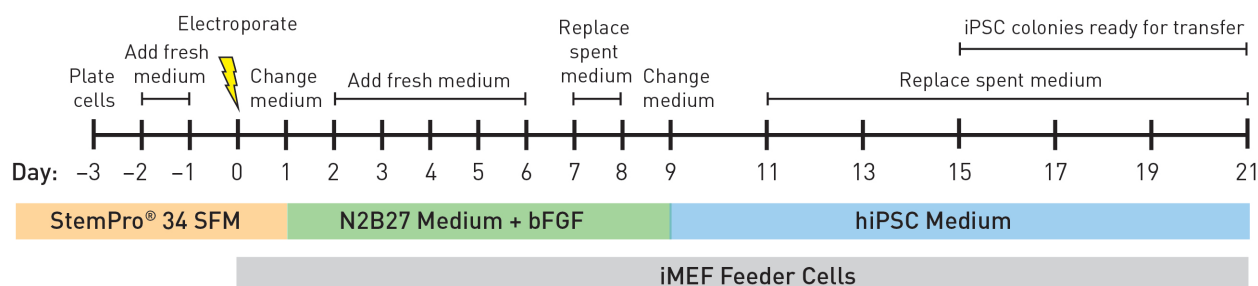 Electroporate
Plate
cells
Add fresh
medium
Change
medium
Add fresh medium
Replace
spent
medium
Change
medium
iPSC colonies ready for transfer
Replace spent medium
Day: –3 –2 –1 0 1 2 3 4 5 6 7 8 9 11 13 15 17 19 21
StemPro® 34 SFM
N2B27 Medium + bFGF
hiPSC Medium
iMEF Feeder Cells